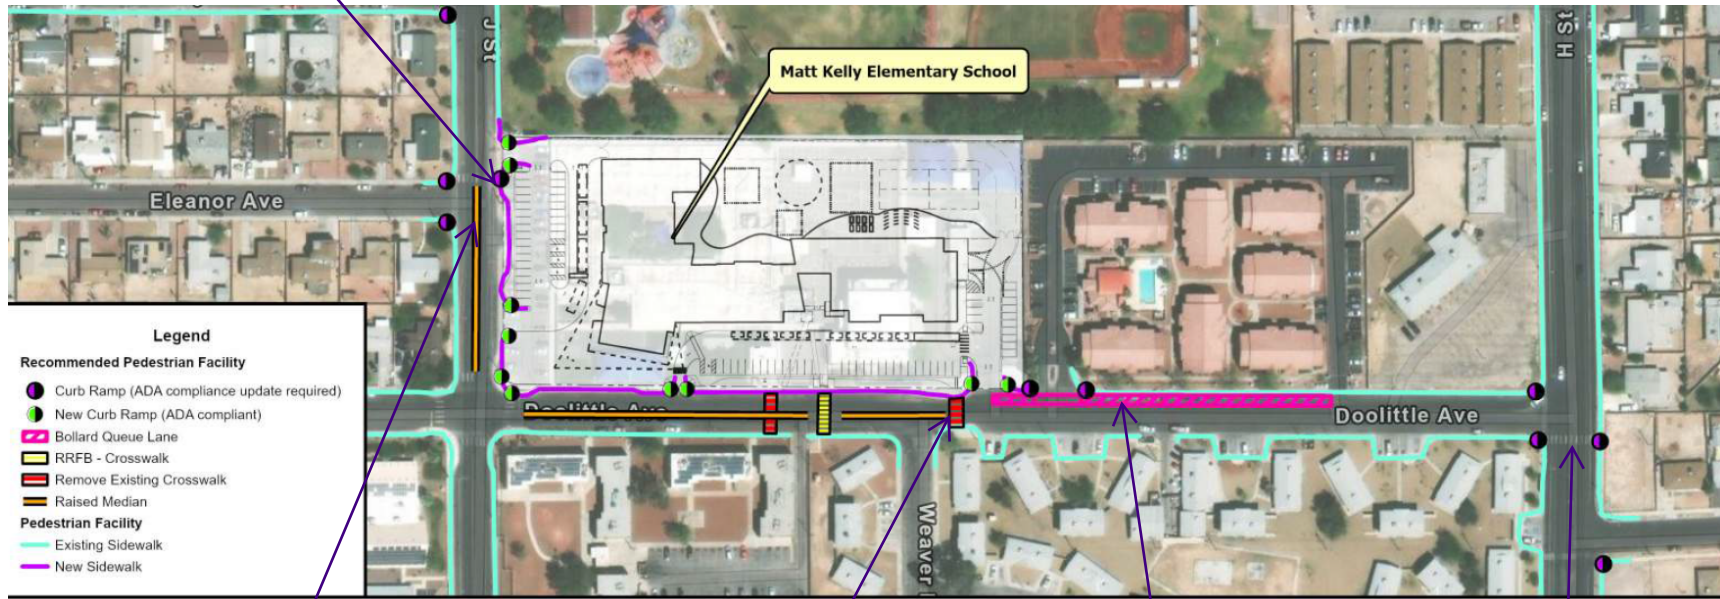 J St
H St
Matt Kelly Elementary School
Eleanor Ave
Legend
Recommended Pedestrian Facility
Curb Ramp (ADA compliance update required)
New Curb Ramp (ADA compliant)
Bollard Queue Lane
RRFB - Crosswalk
Remove Existing Crosswalk
Raised Median
Pedestrian Facility
Existing Sidewalk
New Sidewalk
Doolittle Ave
Doolittle Ave
Weaver